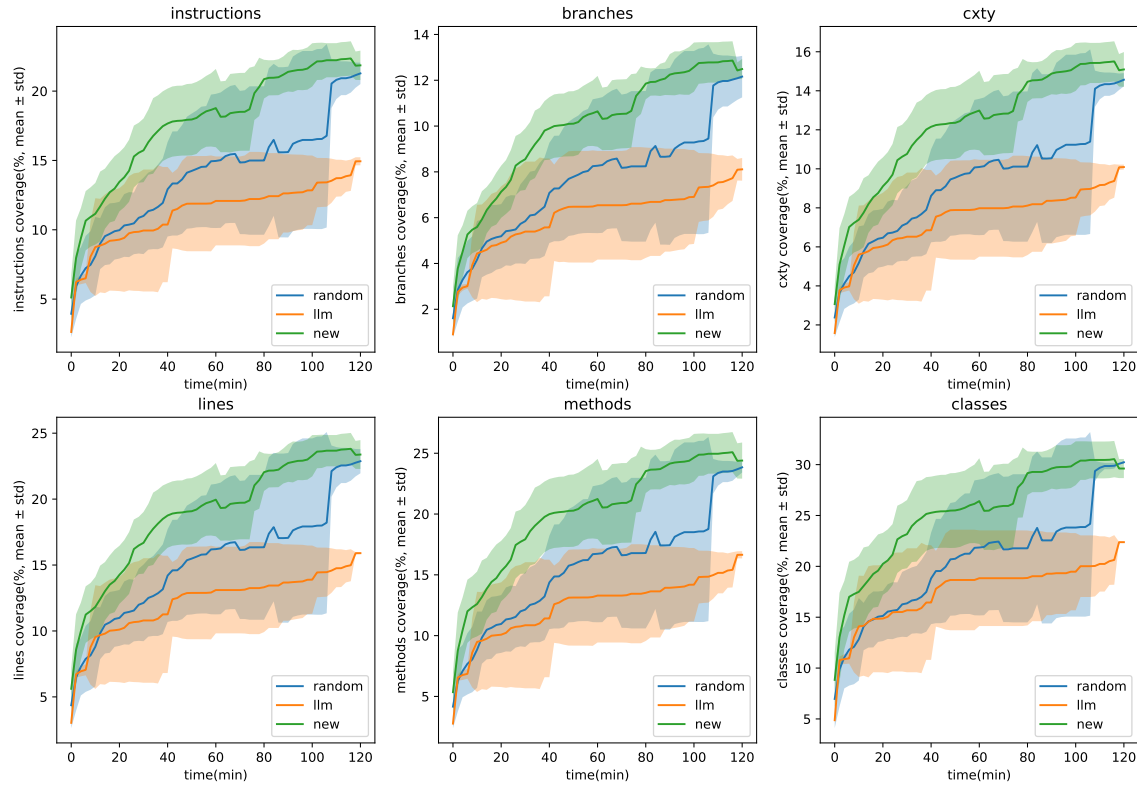 instructions
instructions coverage(%, mean ± std)
20
15
10
5
0 20 40 60 80 100 120
time(min)
random
llm
new
branches
branches coverage(%, mean ± std)
14
12
10
8
6
4
2
0 20 40 60 80 100 120
time(min)
random
llm
new
cxty
cxty coverage(%, mean ± std)
16
14
12
10
8
6
4
2
0 20 40 60 80 100 120
time(min)
random
llm
new
lines
lines coverage(%, mean ± std)
25
20
15
10
5
0 20 40 60 80 100 120
time(min)
random
llm
new
methods
methods coverage(%, mean ± std)
25
20
15
10
5
0 20 40 60 80 100 120
time(min)
random
llm
new
classes
classes coverage(%, mean ± std)
30
25
20
15
10
5
0 20 40 60 80 100 120
time(min)
random
llm
new